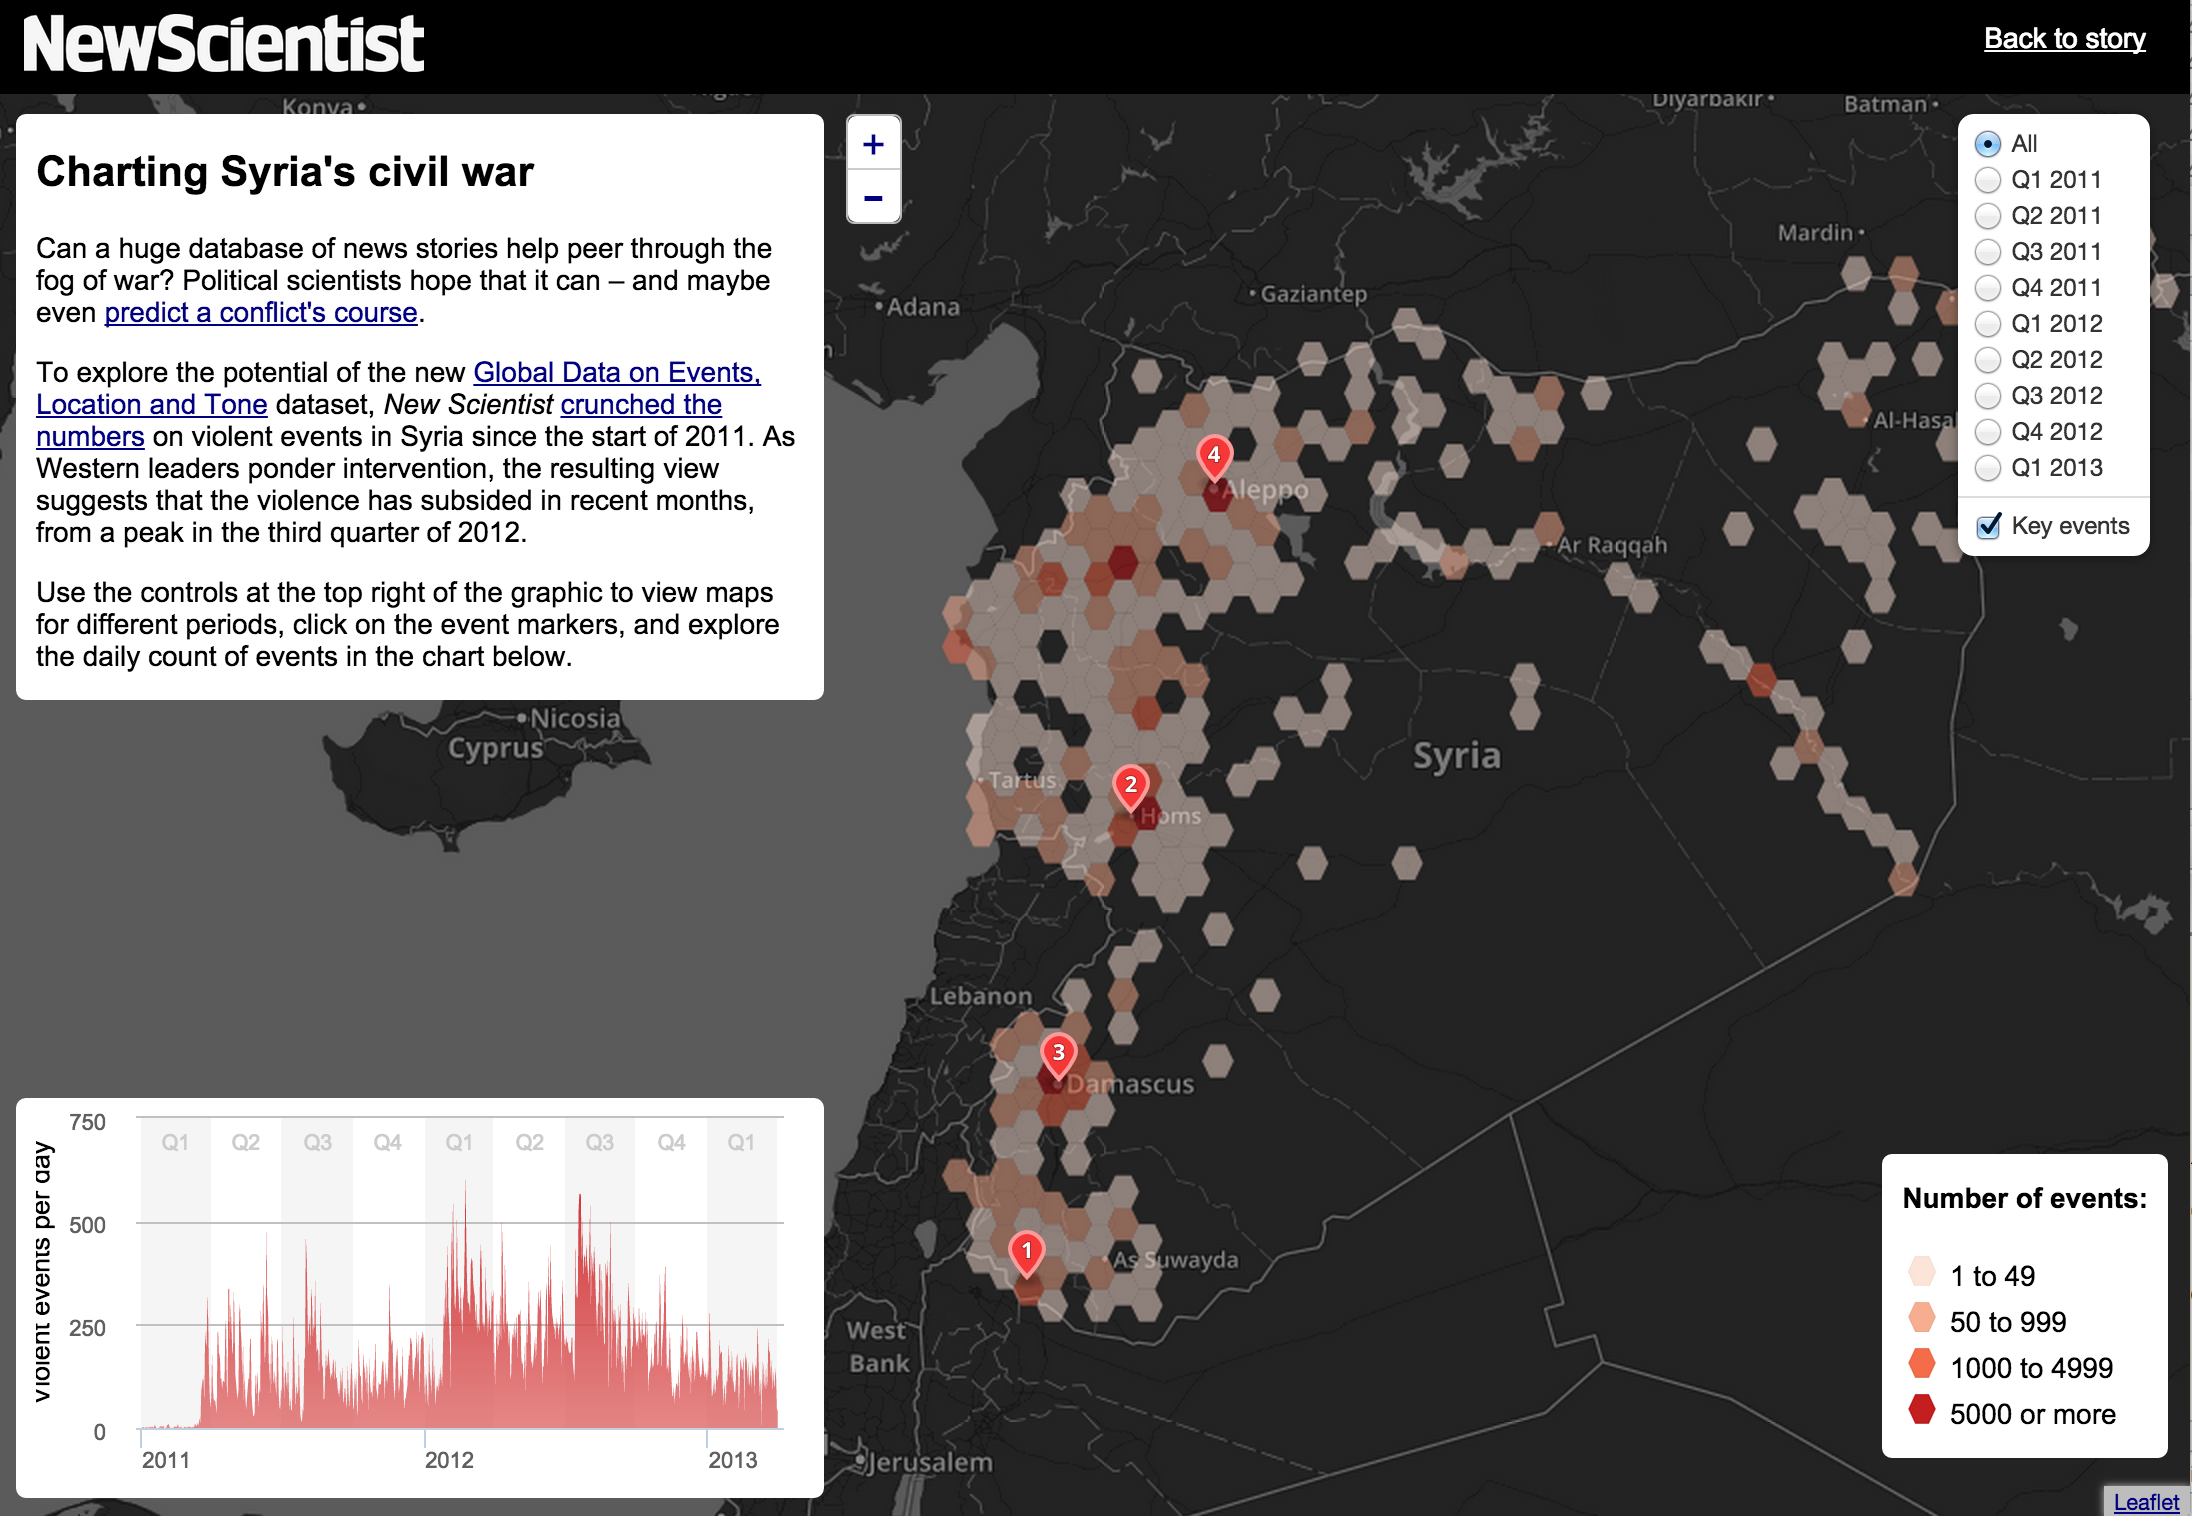 NewScientist
Back to story
Konya
Diyarbakir
Batman
Charting Syria's civil war
Can a huge database of news stories help peer through the
fog of war? Political scientists hope that it can – and maybe
even predict a conflict's course.
To explore the potential of the new Global Data on Events,
Location and Tone dataset, New Scientist crunched the
numbers on violent events in Syria since the start of 2011. As
Western leaders ponder intervention, the resulting view
suggests that the violence has subsided in recent months,
from a peak in the third quarter of 2012.
Use the controls at the top right of the graphic to view maps
for different periods, click on the event markers, and explore
the daily count of events in the chart below.
+
-
All
Q1 2011
Q2 2011
Q3 2011
Q4 2011
Q1 2012
Q2 2012
Q3 2012
Q4 2012
Q1 2013
Key events
Mardin
Gaziantep
Adana
Al-Hasa
4
Aleppo
Ar Raqqah
Nicosia
Cyprus
Syria
Tartus
2
Homs
Lebanon
3
Damascus
1
As Suwayda
West
Bank
Jerusalem
violent events per day
750
500
250
0
Q1 Q2 Q3 Q4 Q1 Q2 Q3 Q4 Q1
2011 2012 2013
Number of events:
1 to 49
50 to 999
1000 to 4999
5000 or more
Leaflet